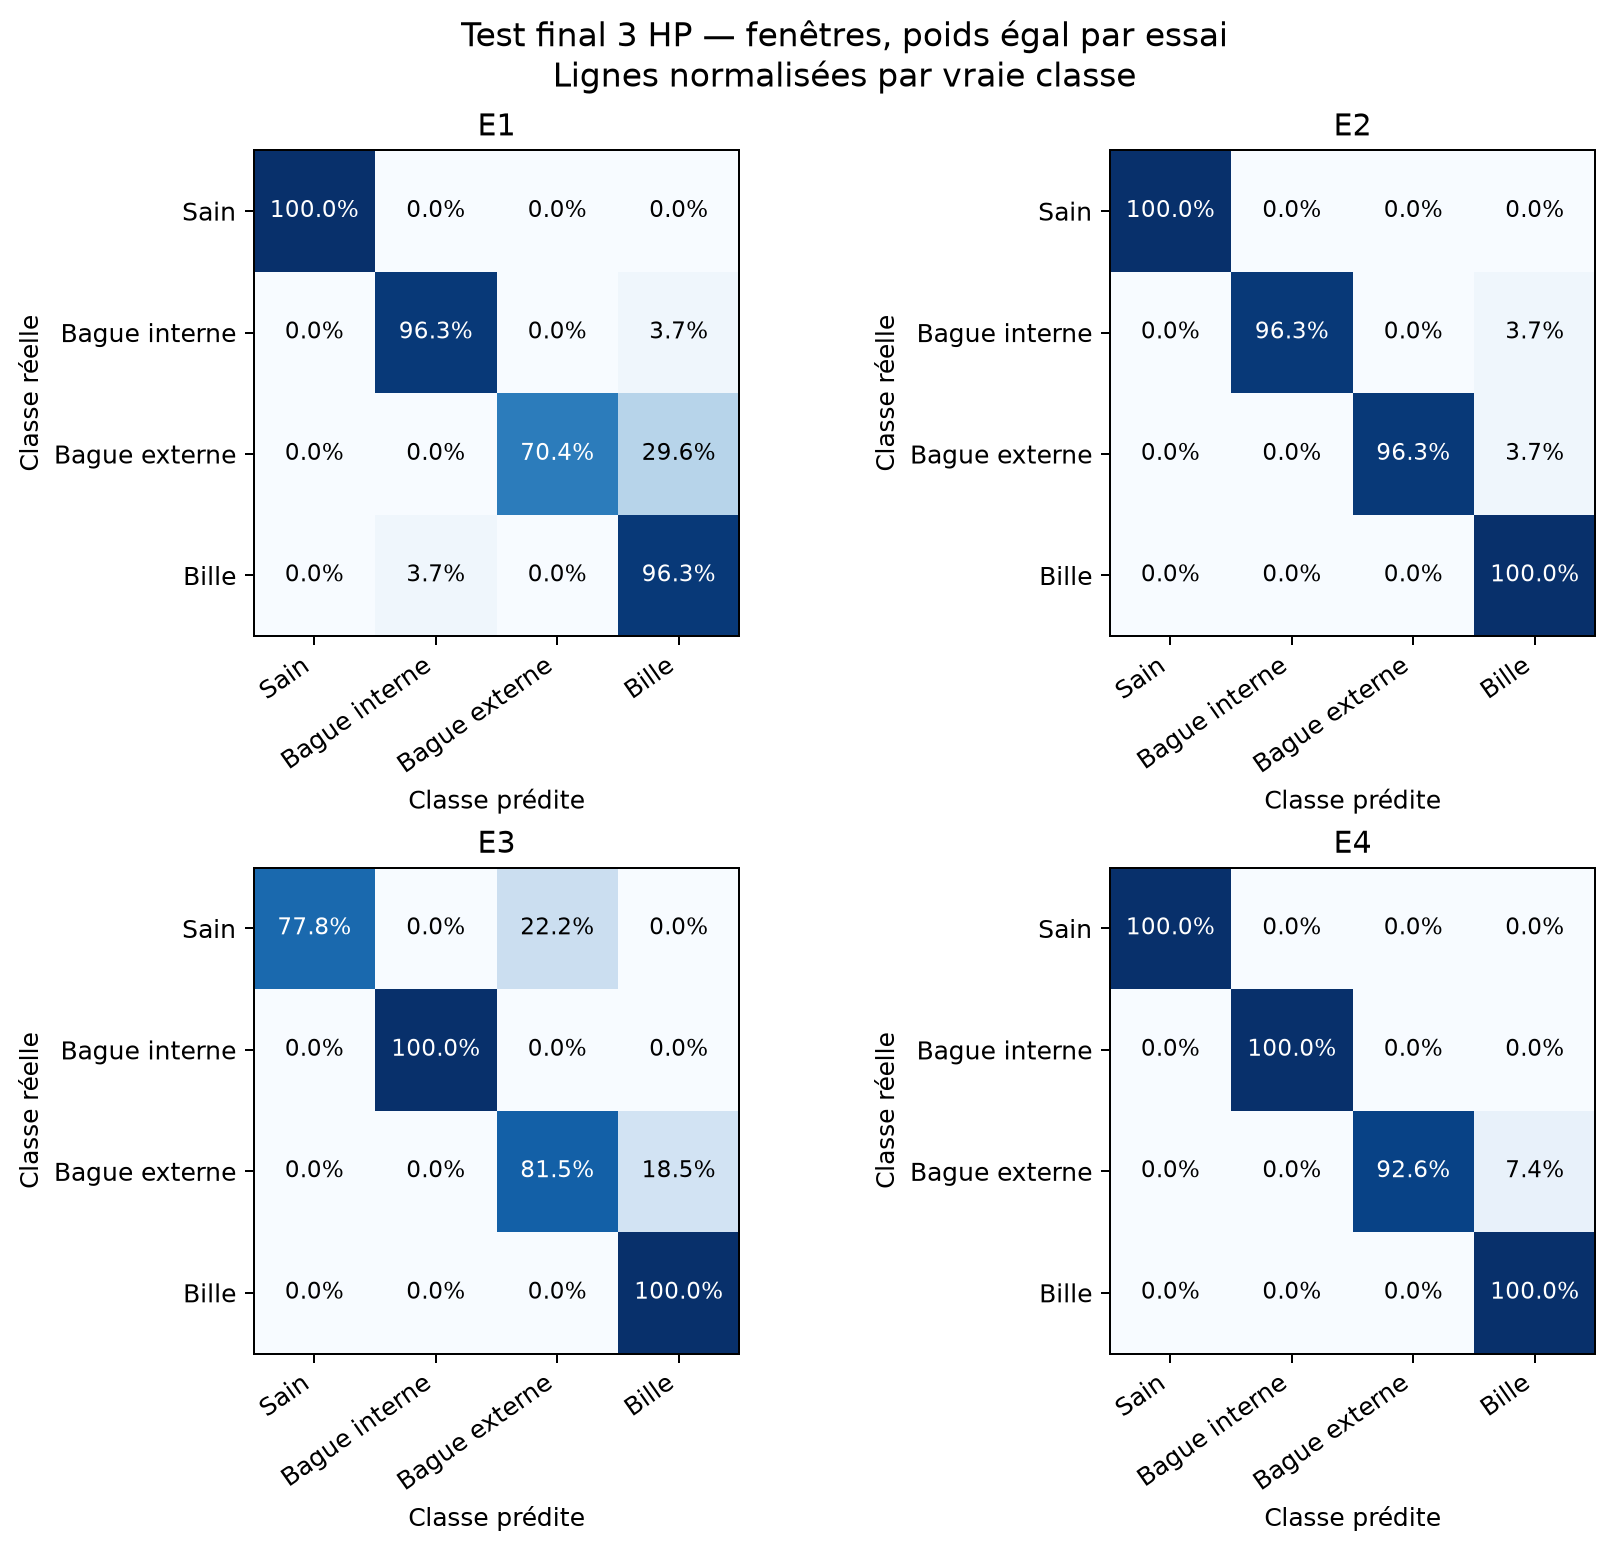 Test final 3 HP — fenêtres, poids égal par essai
Lignes normalisées par vraie classe
E1
Classe réelle
Sain 100.0% 0.0% 0.0% 0.0%
Bague interne 0.0% 96.3% 0.0% 3.7%
Bague externe 0.0% 0.0% 70.4% 29.6%
Bille 0.0% 3.7% 0.0% 96.3%
Sain Bague interne Bague externe Bille
Classe prédite
E2
Classe réelle
Sain 100.0% 0.0% 0.0% 0.0%
Bague interne 0.0% 96.3% 0.0% 3.7%
Bague externe 0.0% 0.0% 96.3% 3.7%
Bille 0.0% 0.0% 0.0% 100.0%
Sain Bague interne Bague externe Bille
Classe prédite
E3
Classe réelle
Sain 77.8% 0.0% 22.2% 0.0%
Bague interne 0.0% 100.0% 0.0% 0.0%
Bague externe 0.0% 0.0% 81.5% 18.5%
Bille 0.0% 0.0% 0.0% 100.0%
Sain Bague interne Bague externe Bille
Classe prédite
E4
Classe réelle
Sain 100.0% 0.0% 0.0% 0.0%
Bague interne 0.0% 100.0% 0.0% 0.0%
Bague externe 0.0% 0.0% 92.6% 7.4%
Bille 0.0% 0.0% 0.0% 100.0%
Sain Bague interne Bague externe Bille
Classe prédite